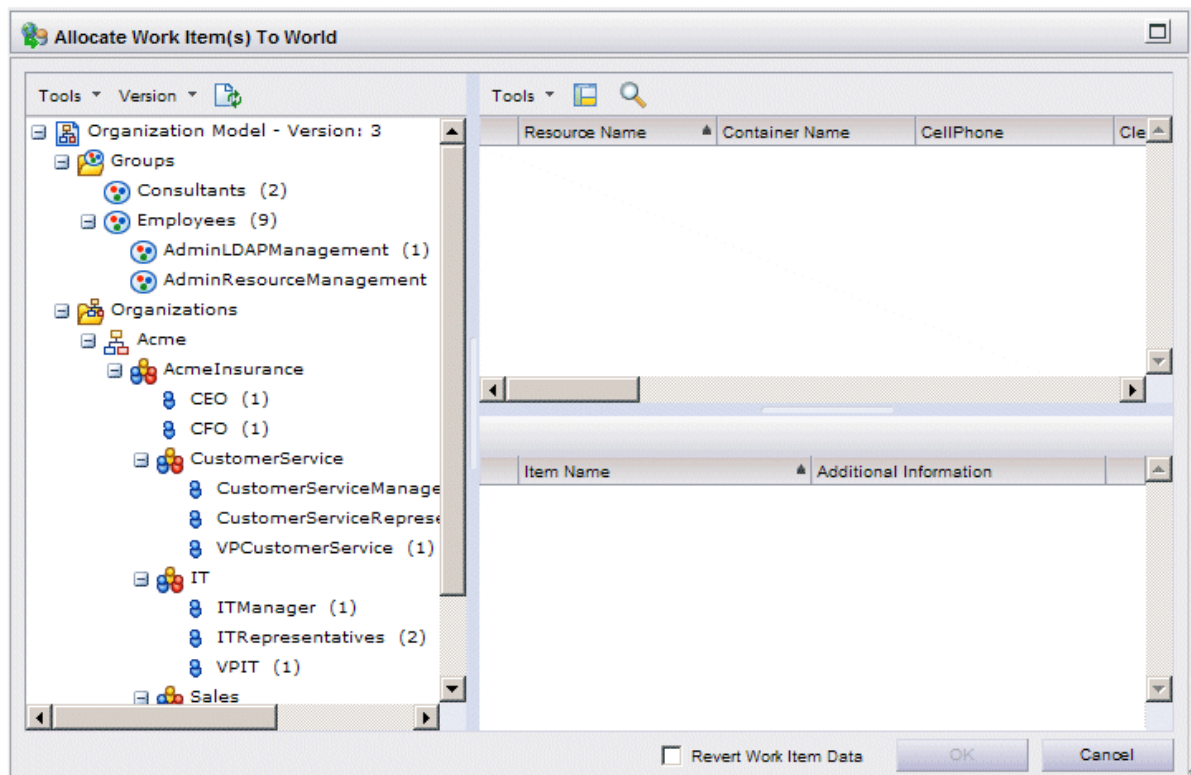 Allocate Work Item(s) To World
Tools Version
Organization Model - Version: 3
Groups
Consultants (2)
Employees (9)
AdminLDAPManagement (1)
AdminResourceManagement
Organizations
Acme
AcmeInsurance
CEO (1)
CFO (1)
CustomerService
CustomerServiceManage
CustomerServiceReprese
VPCustomerService (1)
IT
ITManager (1)
ITRepresentatives (2)
VPIT (1)
Sales
Tools
Resource Name Container Name CellPhone Cle
Item Name Additional Information
Revert Work Item Data OK Cancel